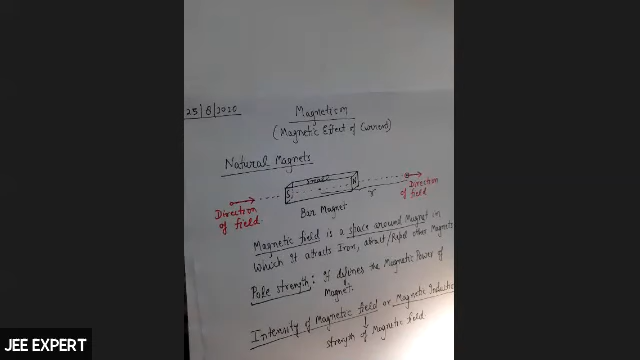 25/8/2020
Magnetism
(Magnetic Effect of Current)
Natural Magnets
S
N
r
Direction of field
Direction of field
Bar Magnet
Magnetic field is a space around Magnet in
which It attracts Iron, attract/Repel other Magnets
Pole strength: It defines the Magnetic Power of
Magnet.
Intensity of Magnetic field or Magnetic Induction
strength of Magnetic field
JEE EXPERT